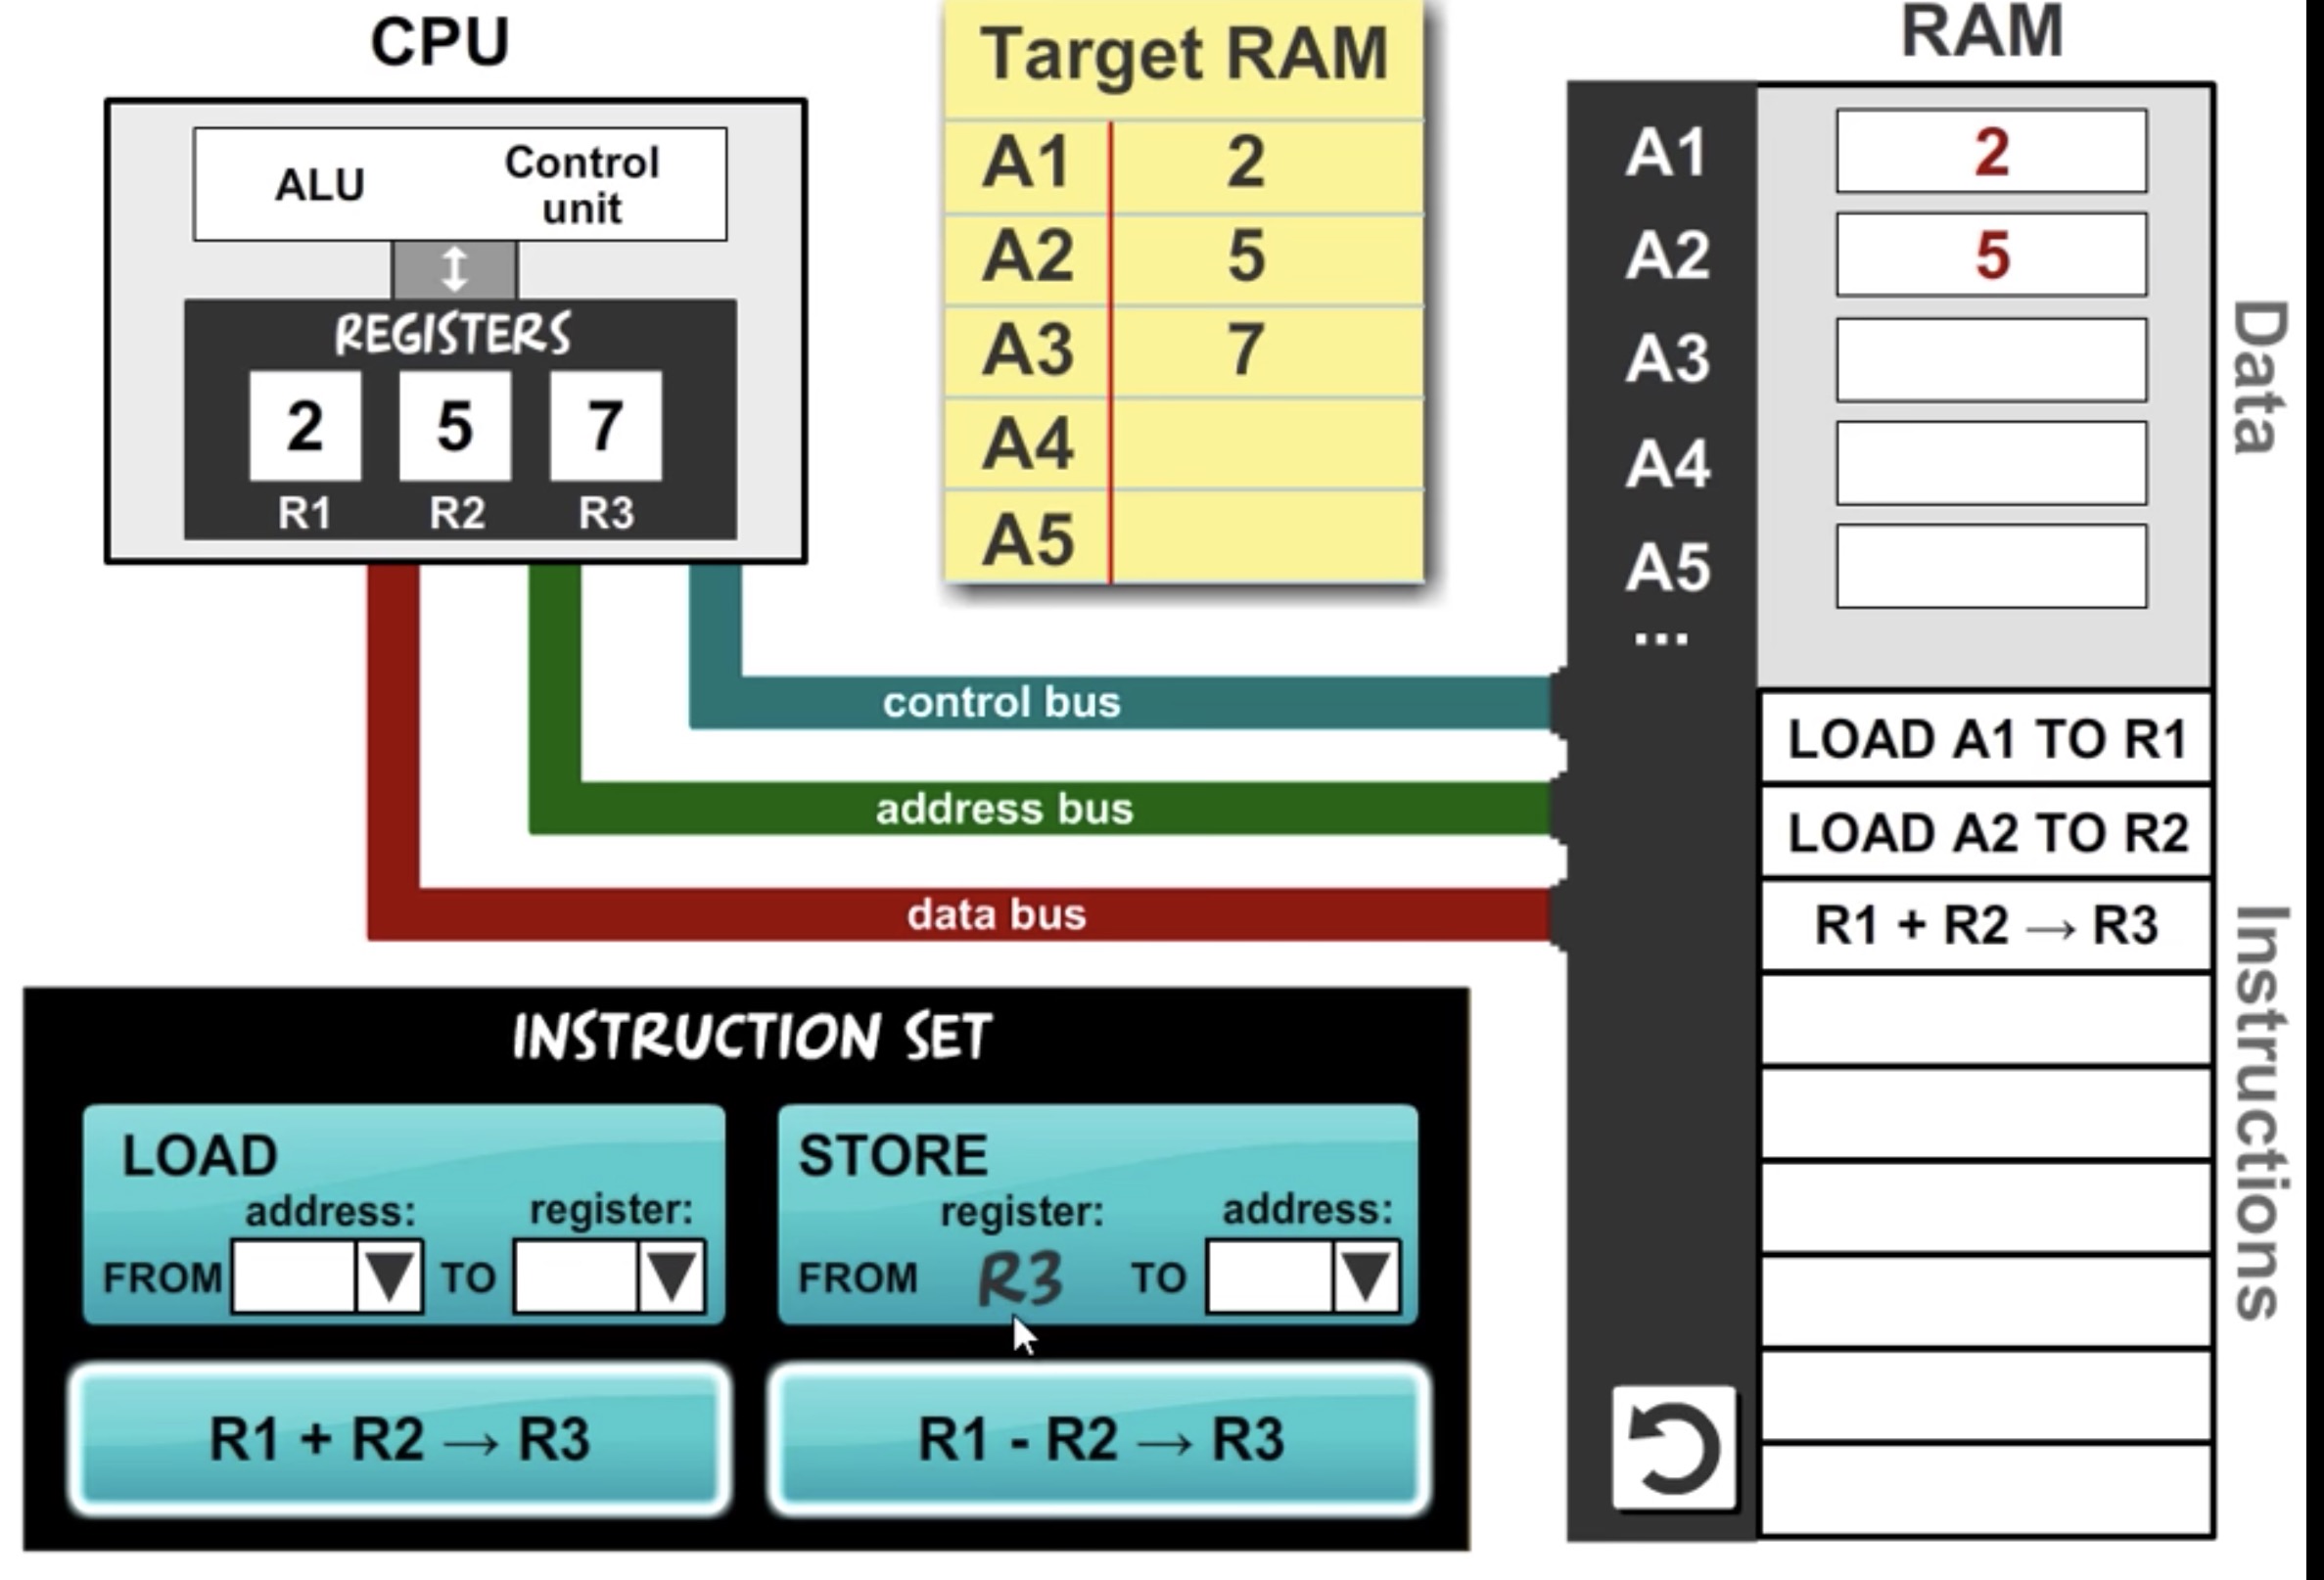 CPU
ALU
Control
unit
REGISTERS
2 5 7
R1 R2 R3
Target RAM
A1 2
A2 5
A3 7
A4
A5
RAM
A1 2
A2 5
A3
A4
A5
...
Data
control bus
address bus
data bus
LOAD A1 TO R1
LOAD A2 TO R2
R1 + R2 → R3
Instructions
INSTRUCTION SET
LOAD
address: register:
FROM TO
STORE
register: address:
FROM R3 TO
R1 + R2 → R3
R1 - R2 → R3